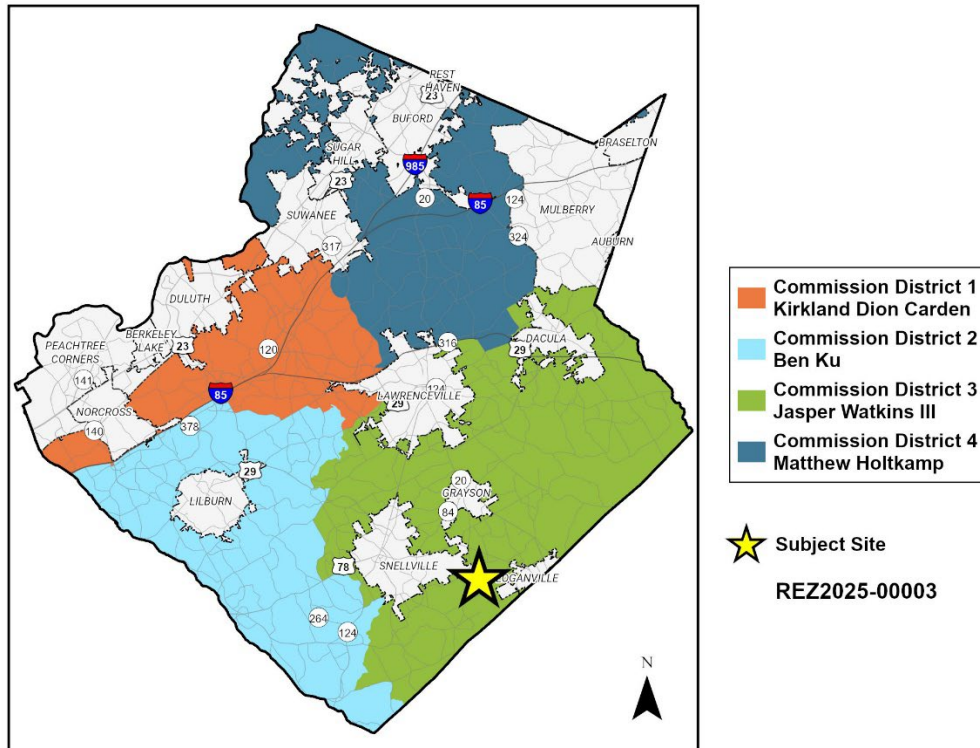 REST
HAVEN
23
BUFORD
BRASELTON
SUGAR
HILL
985
23
20
85
124
MULBERRY
SUWANEE
324
AUBURN
317
DULUTH
BERKELEY
LAKE
23
PEACHTREE
CORNERS
141
120
316
29
DACULA
124
LAWRENCEVILLE
29
85
NORCROSS
378
140
29
20
GRAYSON
84
LILBURN
78
SNELLVILLE
OGANVILLE
264
124
N
Commission District 1
Kirkland Dion Carden
Commission District 2
Ben Ku
Commission District 3
Jasper Watkins III
Commission District 4
Matthew Holtkamp
Subject Site
REZ2025-00003